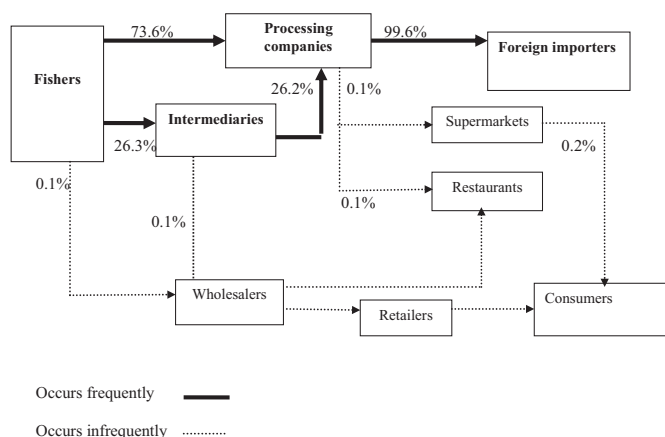 73.6%
Processing
companies
99.6%
Foreign importers
Fishers
26.2%
0.1%
Intermediaries
26.3%
Supermarkets
0.2%
0.1%
0.1%
Restaurants
0.1%
Wholesalers
Consumers
Retailers
Occurs frequently
Occurs infrequently